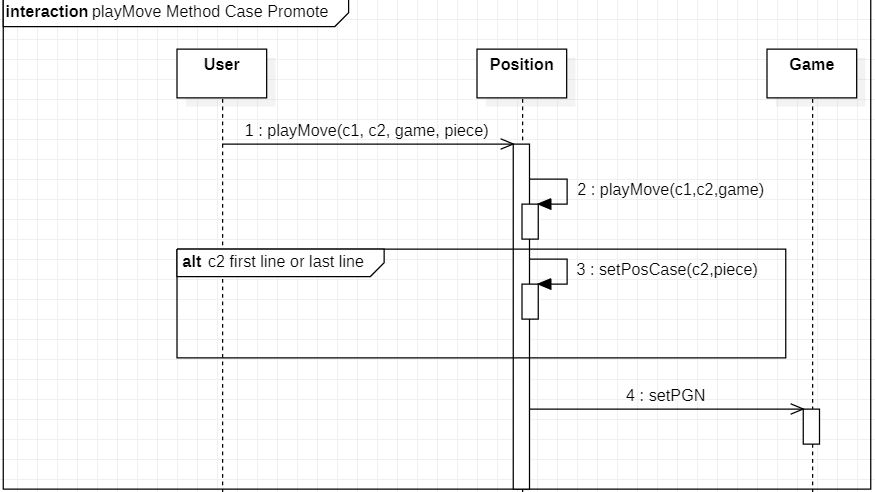 interaction playMove Method Case Promote
User
Position
Game
1 : playMove(c1, c2, game, piece)
2 : playMove(c1,c2,game)
alt c2 first line or last line
3 : setPosCase(c2,piece)
4 : setPGN